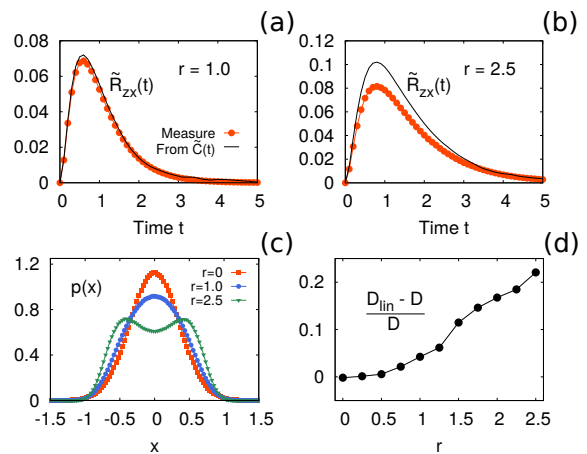 (a)
0.08
0.06
0.04
0.02
0
R̃zx(t)
r = 1.0
Measure
From C̃(t)
0 1 2 3 4 5
Time t
(b)
0.12
0.1
0.08
0.06
0.04
0.02
0
R̃zx(t)
r = 2.5
0 1 2 3 4 5
Time t
(c)
1.2
0.8
0.4
0
p(x)
r=0
r=1.0
r=2.5
-1.5 -1 -0.5 0 0.5 1 1.5
x
(d)
0.2
0.1
0
Dlin - D
D
0 0.5 1 1.5 2 2.5
r